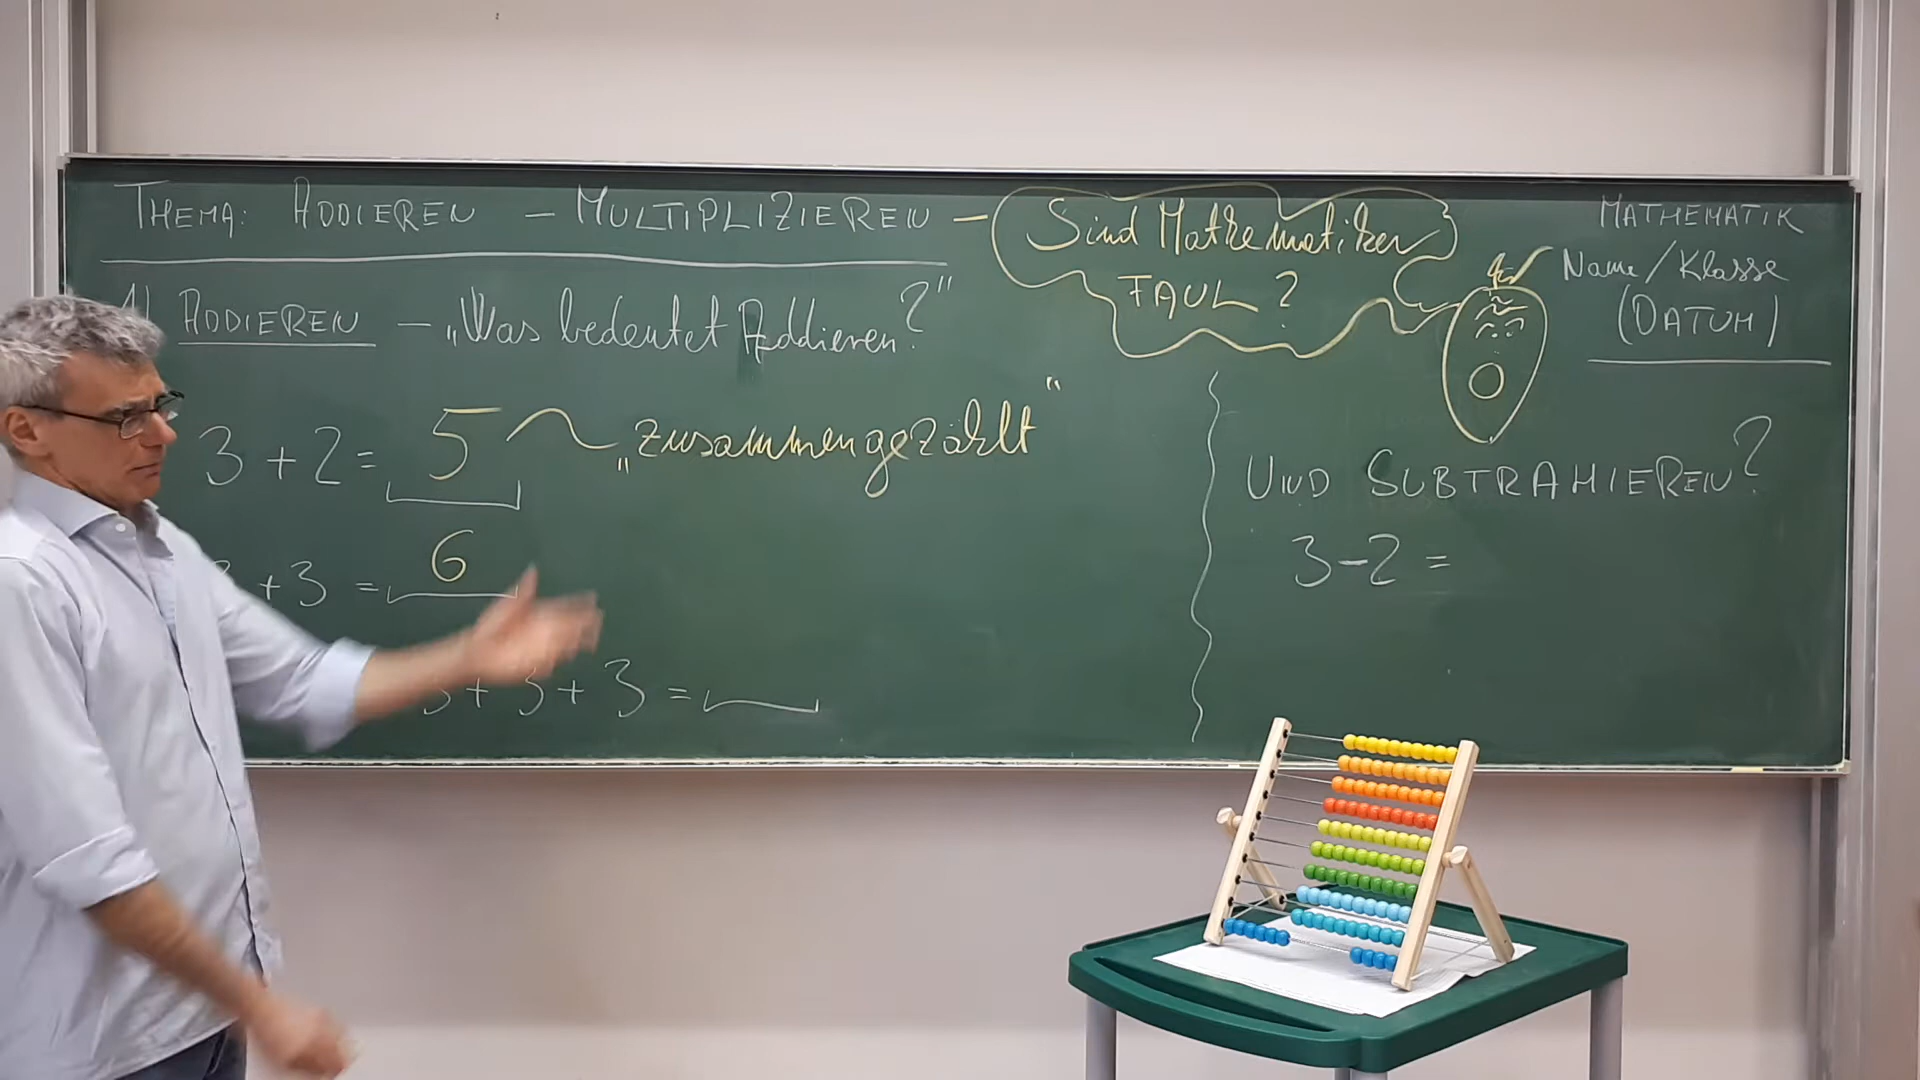 THEMA: ADDIEREN – MULTIPLIZIEREN – Sind Mathematiker
FAUL?
MATHEMATIK
Name/Klasse
(DATUM)
1) ADDIEREN – „Was bedeutet Addieren?"
3 + 2 = 5 „zusammengezählt"
+ 3 = 6
3 + 3 + 3 =
UND SUBTRAHIEREN?
3 – 2 =